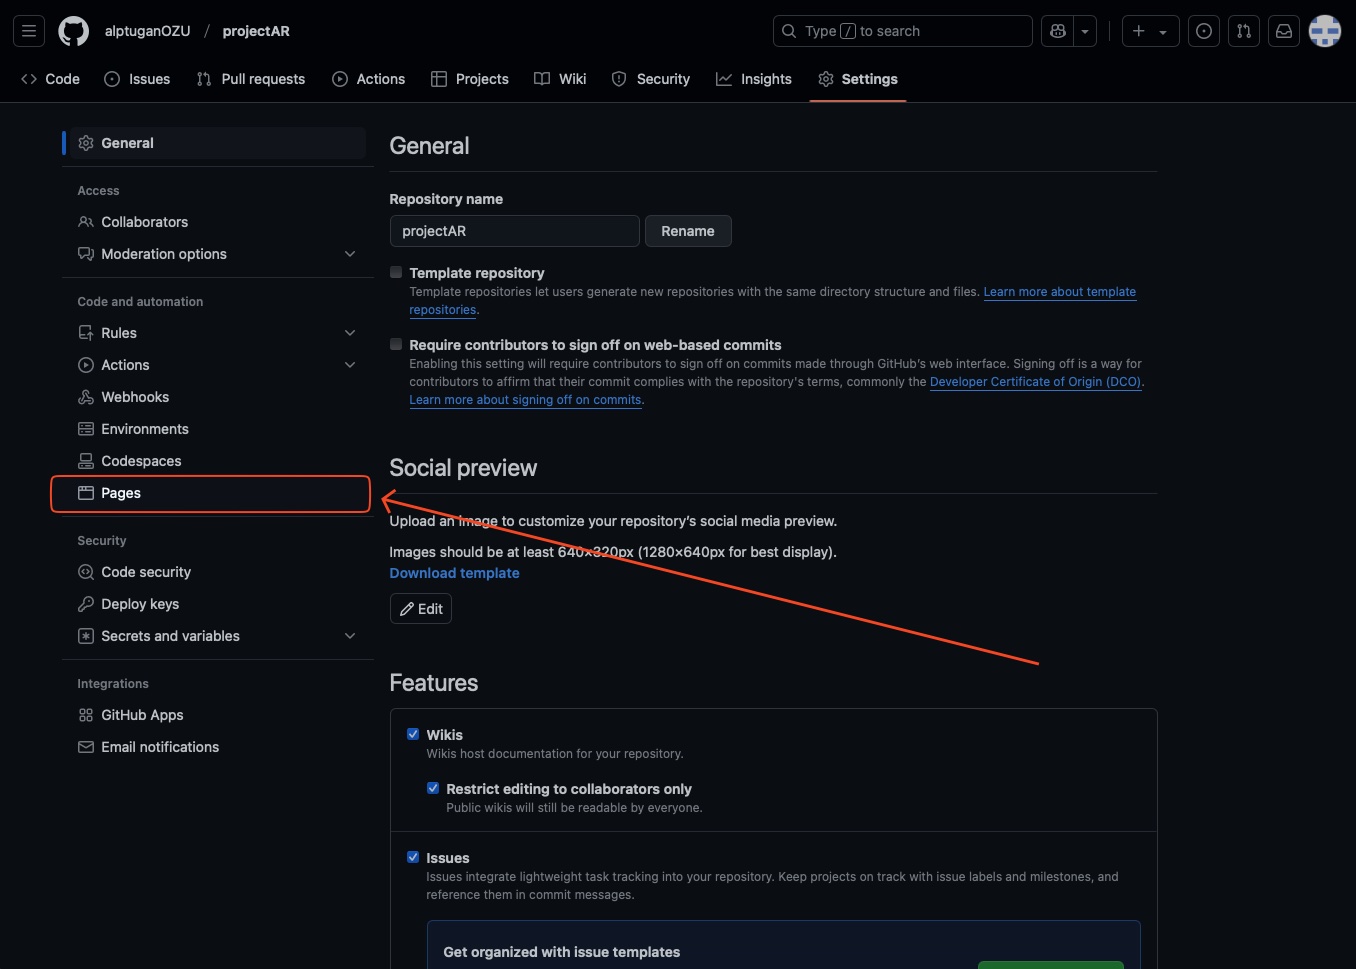 alptuganOZU / projectAR
Type / to search
Code Issues Pull requests Actions Projects Wiki Security Insights Settings
General
Access
Collaborators
Moderation options
Code and automation
Rules
Actions
Webhooks
Environments
Codespaces
Pages
Security
Code security
Deploy keys
Secrets and variables
Integrations
GitHub Apps
Email notifications
General
Repository name
projectAR Rename
Template repository
Template repositories let users generate new repositories with the same directory structure and files. Learn more about template
repositories.
Require contributors to sign off on web-based commits
Enabling this setting will require contributors to sign off on commits made through GitHub's web interface. Signing off is a way for
contributors to affirm that their commit complies with the repository's terms, commonly the Developer Certificate of Origin (DCO).
Learn more about signing off on commits.
Social preview
Upload an image to customize your repository's social media preview.
Images should be at least 640×320px (1280×640px for best display).
Download template
Edit
Features
Wikis
Wikis host documentation for your repository.
Restrict editing to collaborators only
Public wikis will still be readable by everyone.
Issues
Issues integrate lightweight task tracking into your repository. Keep projects on track with issue labels and milestones, and
reference them in commit messages.
Get organized with issue templates